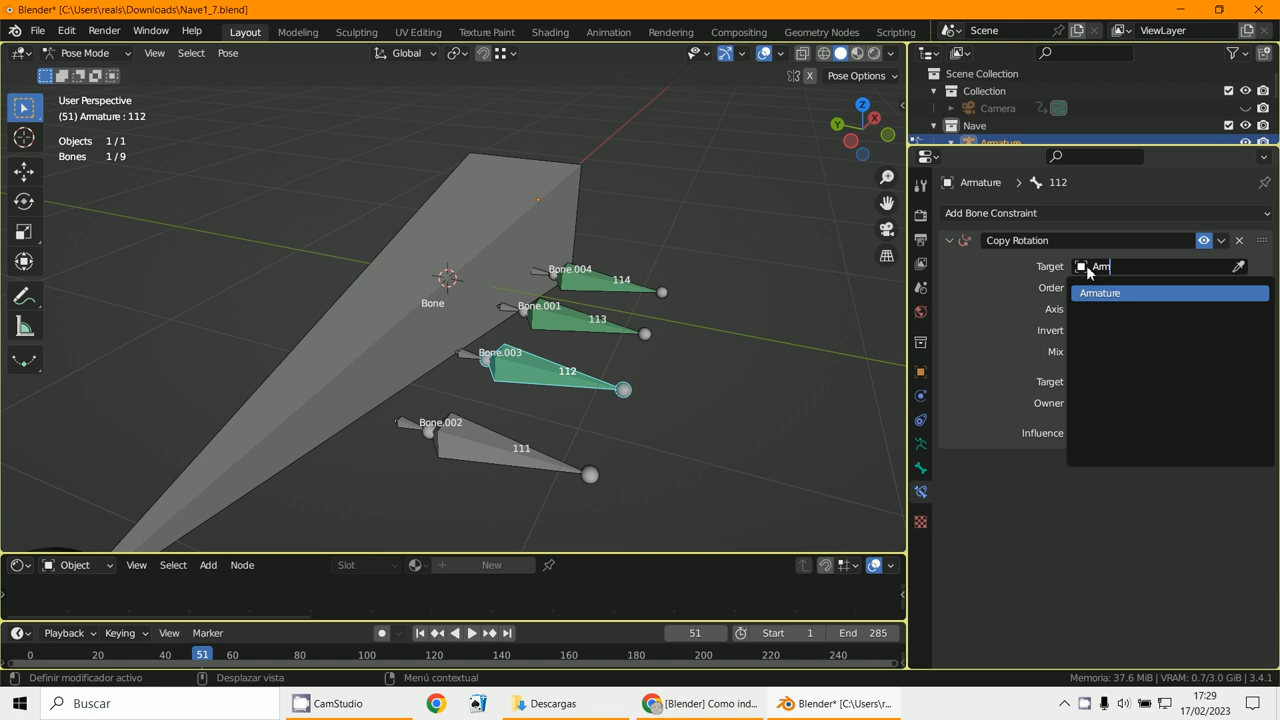 Blender* [C:\Users\reals\Downloads\Nave1_7.blend]
File Edit Render Window Help Layout Modeling Sculpting UV Editing Texture Paint Shading Animation Rendering Compositing Geometry Nodes Scripting Scene ViewLayer
Pose Mode View Select Pose Global
X Pose Options
User Perspective
(51) Armature : 112
Objects 1/1
Bones 1/9
Z
Y
X
Bone.004
114
Bone
Bone.001
113
Bone.003
112
Bone.002
111
Scene Collection
Collection
Camera
Nave
Armature
Armature > 112
Add Bone Constraint
Copy Rotation
Target Arm
Armature
Order
Axis
Invert
Mix
Target
Owner
Influence
Object View Select Add Node Slot New
Playback Keying View Marker 51 Start 1 End 285
0 20 40 51 60 80 100 120 140 160 180 200 220 240
Definir modificador activo Desplazar vista Menú contextual Memoria: 37.6 MiB | VRAM: 0.7/3.0 GiB | 3.4.1
Buscar CamStudio Descargas [Blender] Como ind... Blender* [C:\Users\r...
17:29
17/02/2023